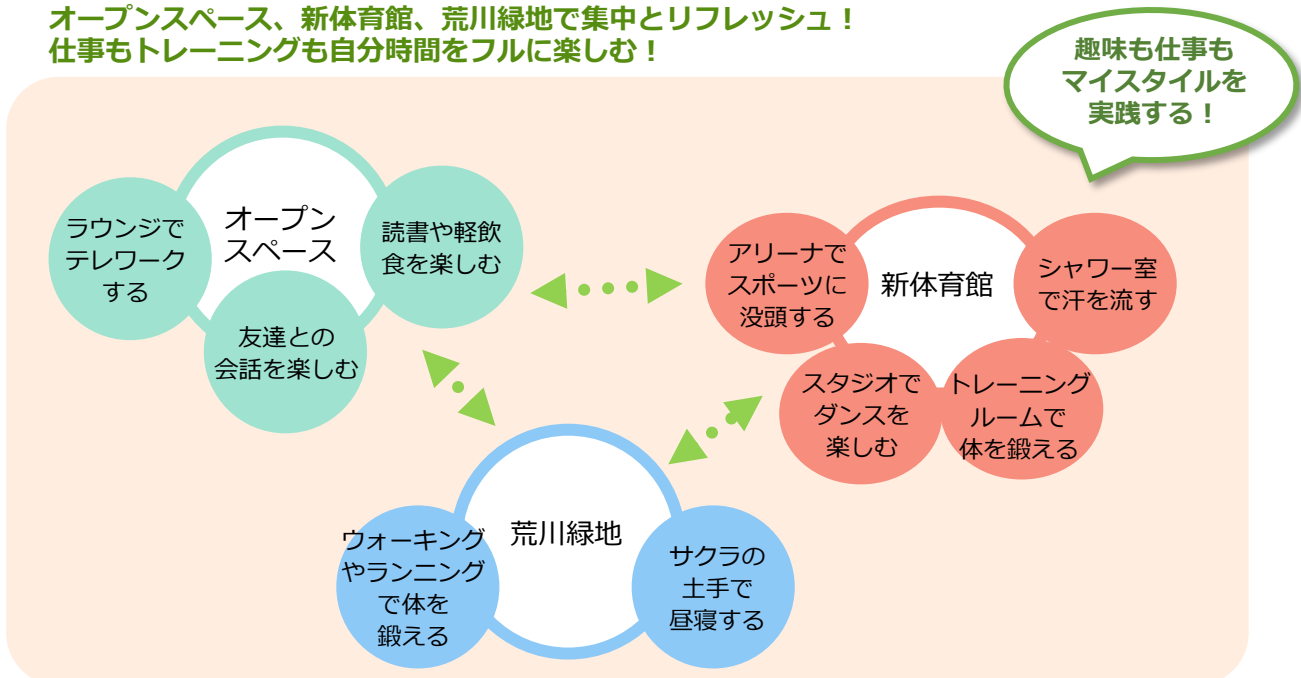 オープンスペース、新体育館、荒川緑地で集中とリフレッシュ！
仕事もトレーニングも自分時間をフルに楽しむ！
趣味も仕事も
マイスタイルを
実践する！
オープン
スペース
ラウンジで
テレワーク
する
読書や軽飲
食を楽しむ
友達との
会話を楽しむ
新体育館
アリーナで
スポーツに
没頭する
シャワー室
で汗を流す
スタジオで
ダンスを
楽しむ
トレーニング
ルームで
体を鍛える
荒川緑地
ウォーキング
やランニング
で体を
鍛える
サクラの
土手で
昼寝する